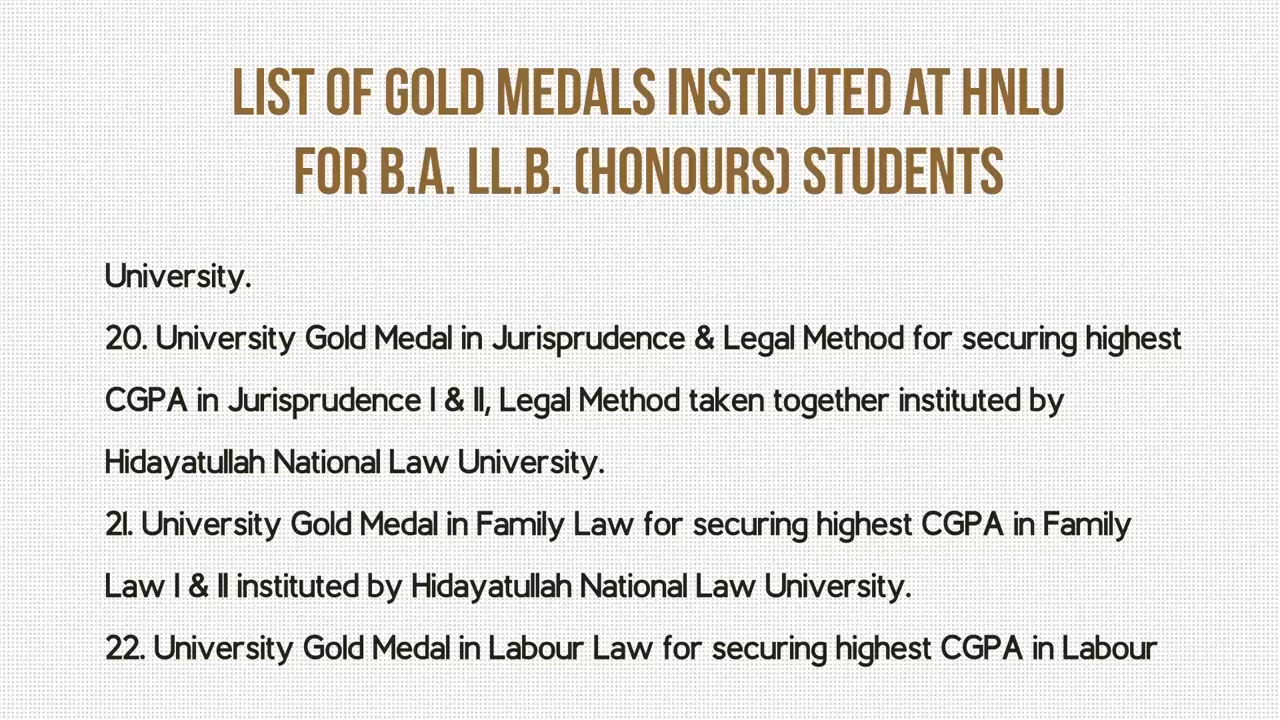 LIST OF GOLD MEDALS INSTITUTED AT HNLU
FOR B.A. LL.B. (HONOURS) STUDENTS
University.
20. University Gold Medal in Jurisprudence & Legal Method for securing highest
CGPA in Jurisprudence I & II, Legal Method taken together instituted by
Hidayatullah National Law University.
21. University Gold Medal in Family Law for securing highest CGPA in Family
Law I & II instituted by Hidayatullah National Law University.
22. University Gold Medal in Labour Law for securing highest CGPA in Labour